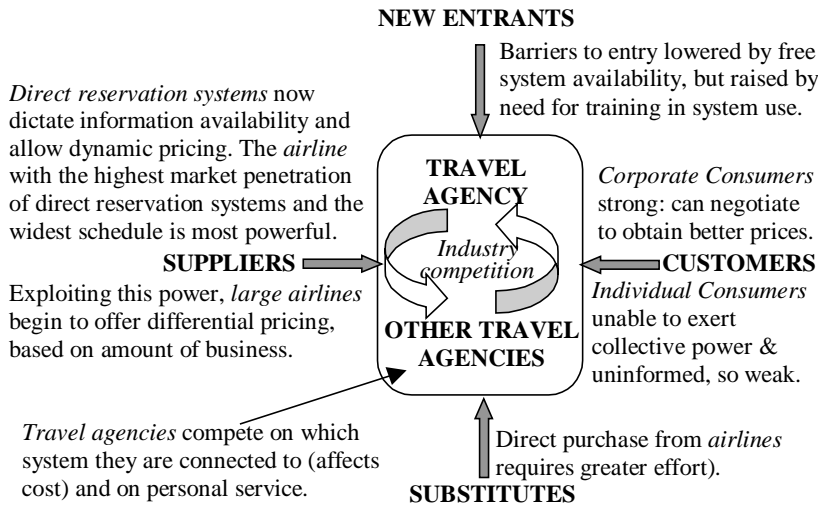 NEW ENTRANTS
Barriers to entry lowered by free
system availability, but raised by
need for training in system use.
Direct reservation systems now
dictate information availability and
allow dynamic pricing. The airline
with the highest market penetration
of direct reservation systems and the
widest schedule is most powerful.
SUPPLIERS
Exploiting this power, large airlines
begin to offer differential pricing,
based on amount of business.
TRAVEL
AGENCY
Industry
competition
OTHER TRAVEL
AGENCIES
Corporate Consumers
strong: can negotiate
to obtain better prices.
CUSTOMERS
Individual Consumers
unable to exert
collective power &
uninformed, so weak.
Travel agencies compete on which
system they are connected to (affects
cost) and on personal service.
Direct purchase from airlines
requires greater effort).
SUBSTITUTES